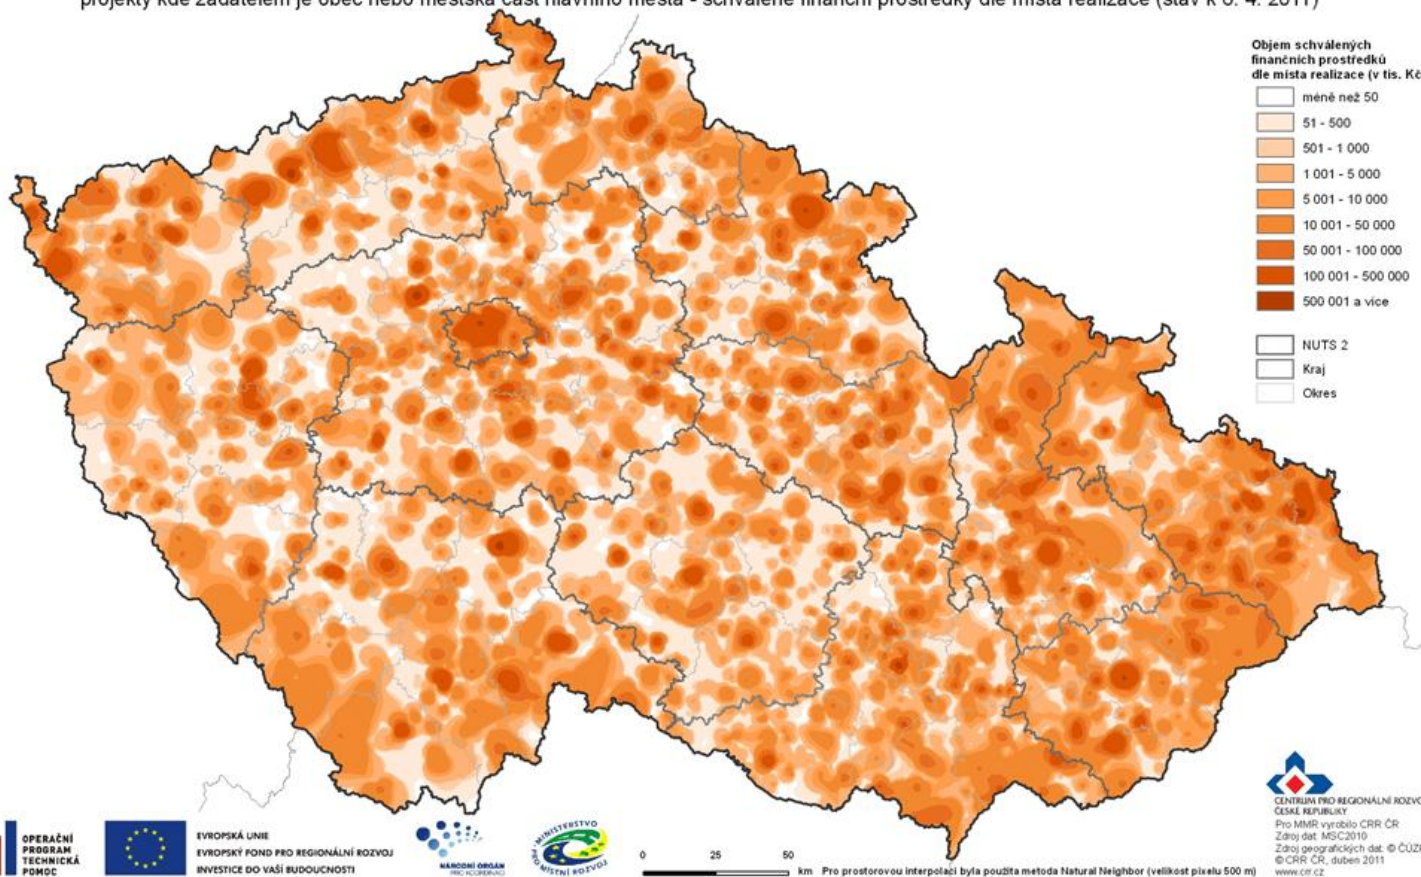 projekty kde žadatelem je obec nebo městská část hlavního města - schválené finanční prostředky dle místa realizace (stav k 6. 4. 2011)
Objem schválených
finančních prostředků
dle místa realizace (v tis. Kč
méně než 50
51 - 500
501 - 1 000
1 001 - 5 000
5 001 - 10 000
10 001 - 50 000
50 001 - 100 000
100 001 - 500 000
500 001 a více
NUTS 2
Kraj
Okres
OPERAČNÍ
PROGRAM
TECHNICKÁ
POMOC
EVROPSKÁ UNIE
EVROPSKÝ FOND PRO REGIONÁLNÍ ROZVOJ
INVESTICE DO VAŠÍ BUDOUCNOSTI
NÁRODNÍ ORGÁN
PRO KOORDINACI
MINISTERSTVO
PRO MÍSTNÍ ROZVOJ
0 25 50
km Pro prostorovou interpolaci byla použita metoda Natural Neighbor (velikost pixelu 500 m)
CENTRUM PRO REGIONÁLNÍ ROZVO
ČESKÉ REPUBLIKY
Pro MMR vyrobilo CRR ČR
Zdroj dat: MSC2010
Zdroj geografických dat: © ČÚZK
© CRR ČR, duben 2011
www.crr.cz